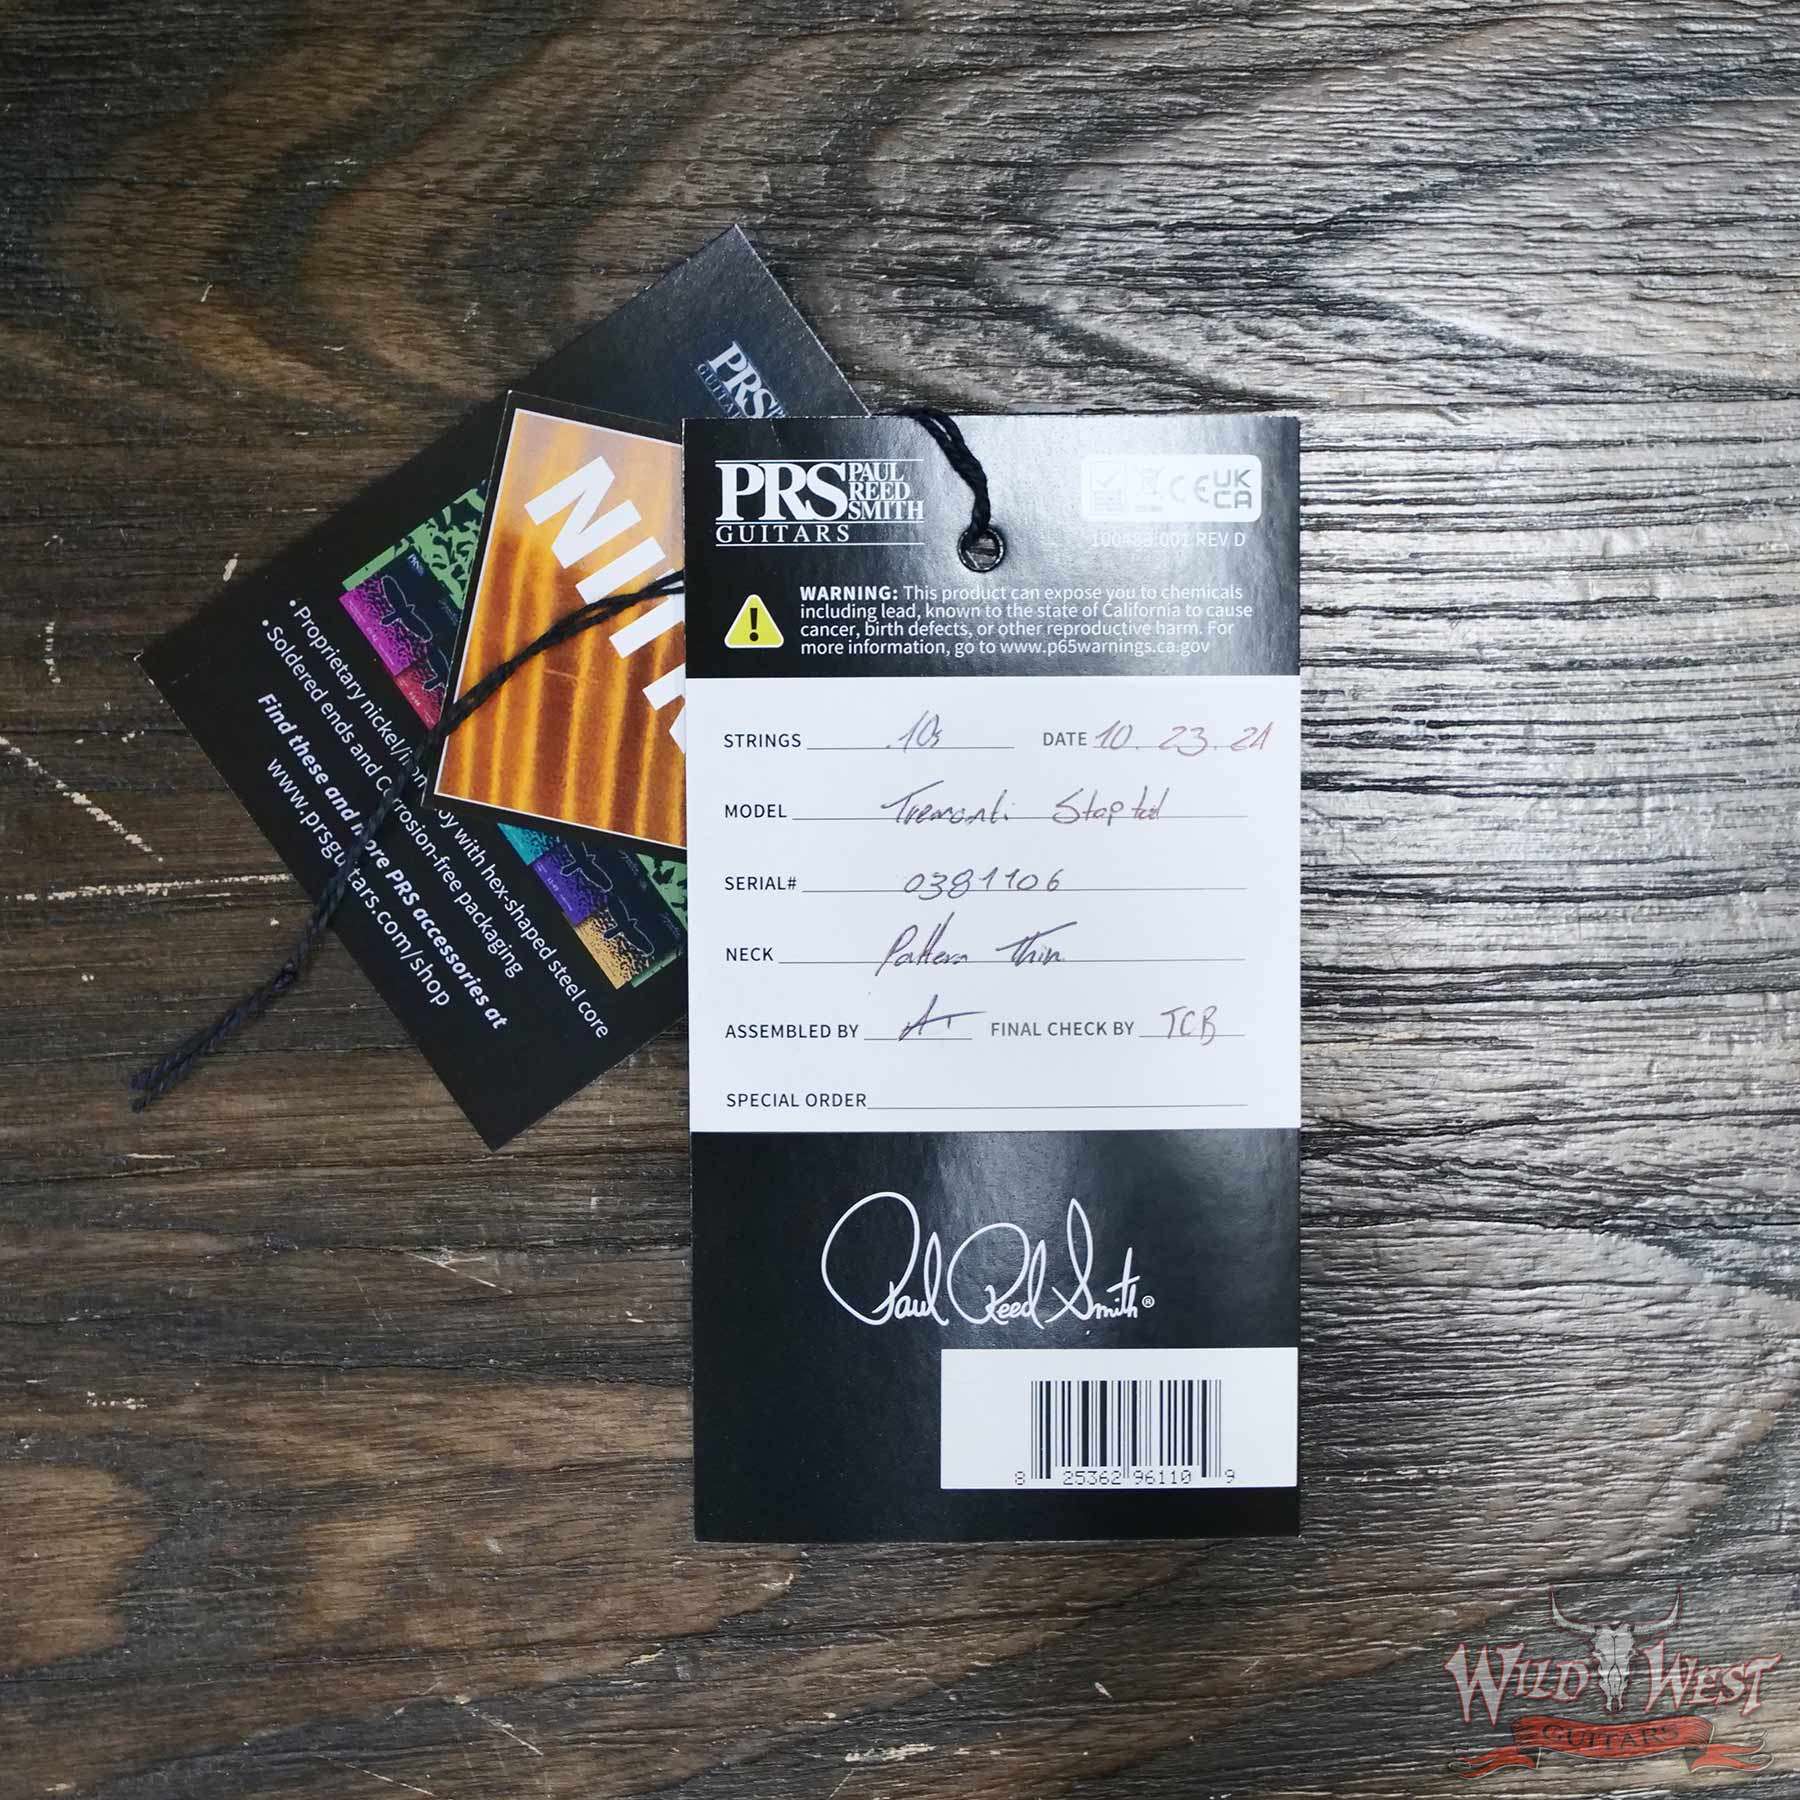 PRS PAUL REED SMITH
GUITARS
CE UK CA
REV D
WARNING: This product can expose you to chemicals
including lead, known to the state of California to cause
cancer, birth defects, or other reproductive harm. For
more information, go to www.p65warnings.ca.gov
STRINGS .10s DATE 10.23.24
MODEL Tremonti Stoptail
SERIAL# 0381106
NECK Pattern Thin
ASSEMBLED BY FINAL CHECK BY TCB
SPECIAL ORDER
Paul Reed Smith®
8 25362 96110 9
PRS
GUITAR
NIT
• Proprietary nickel/iron with hex-shaped steel core
• Soldered ends and Corrosion-free packaging
Find these and more PRS accessories at
www.prsguitars.com/shop
WILD WEST
GUITARS